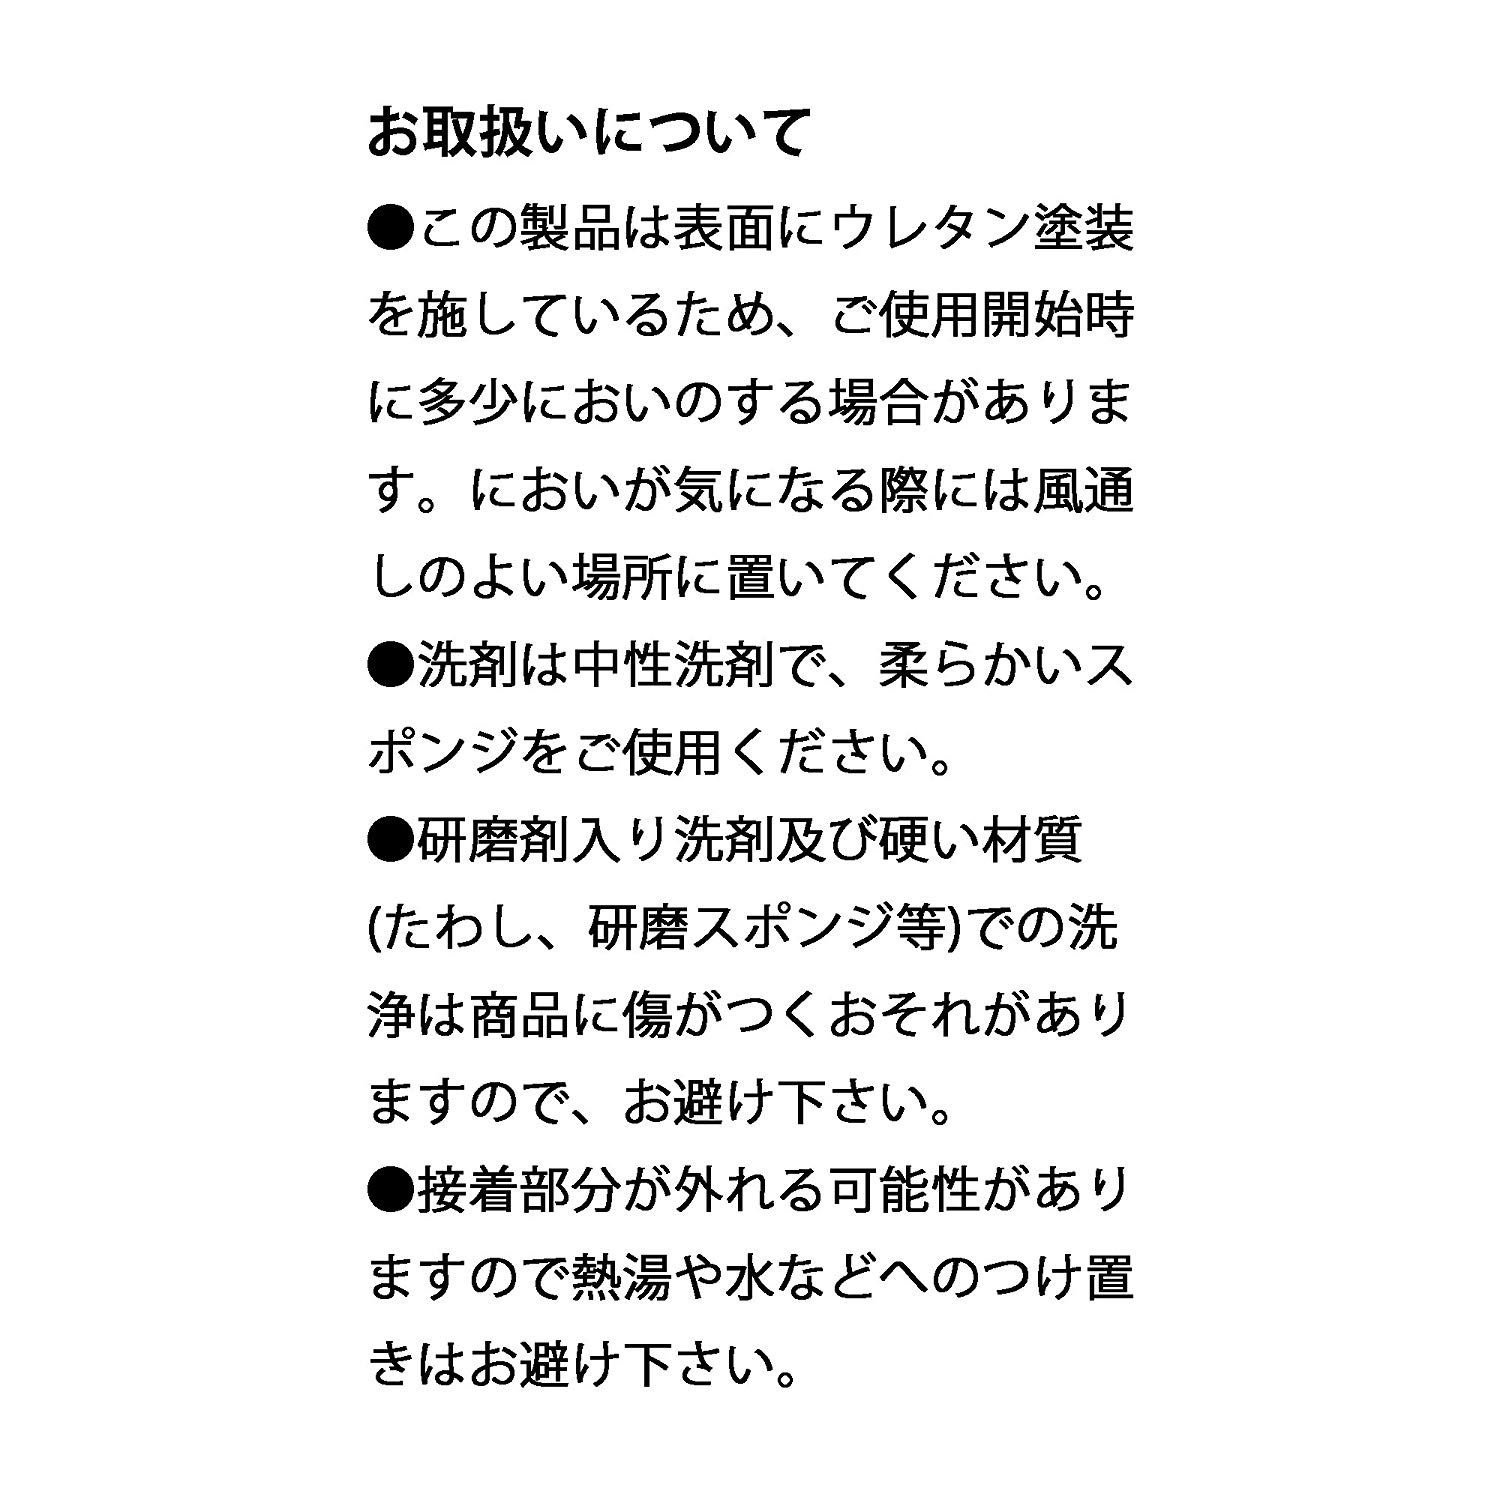 お取扱いについて
●この製品は表面にウレタン塗装
を施しているため、ご使用開始時
に多少においのする場合がありま
す。においが気になる際には風通
しのよい場所に置いてください。
●洗剤は中性洗剤で、柔らかいス
ポンジをご使用ください。
●研磨剤入り洗剤及び硬い材質
(たわし、研磨スポンジ等)での洗
浄は商品に傷がつくおそれがあり
ますので、お避け下さい。
●接着部分が外れる可能性があり
ますので熱湯や水などへのつけ置
きはお避け下さい。